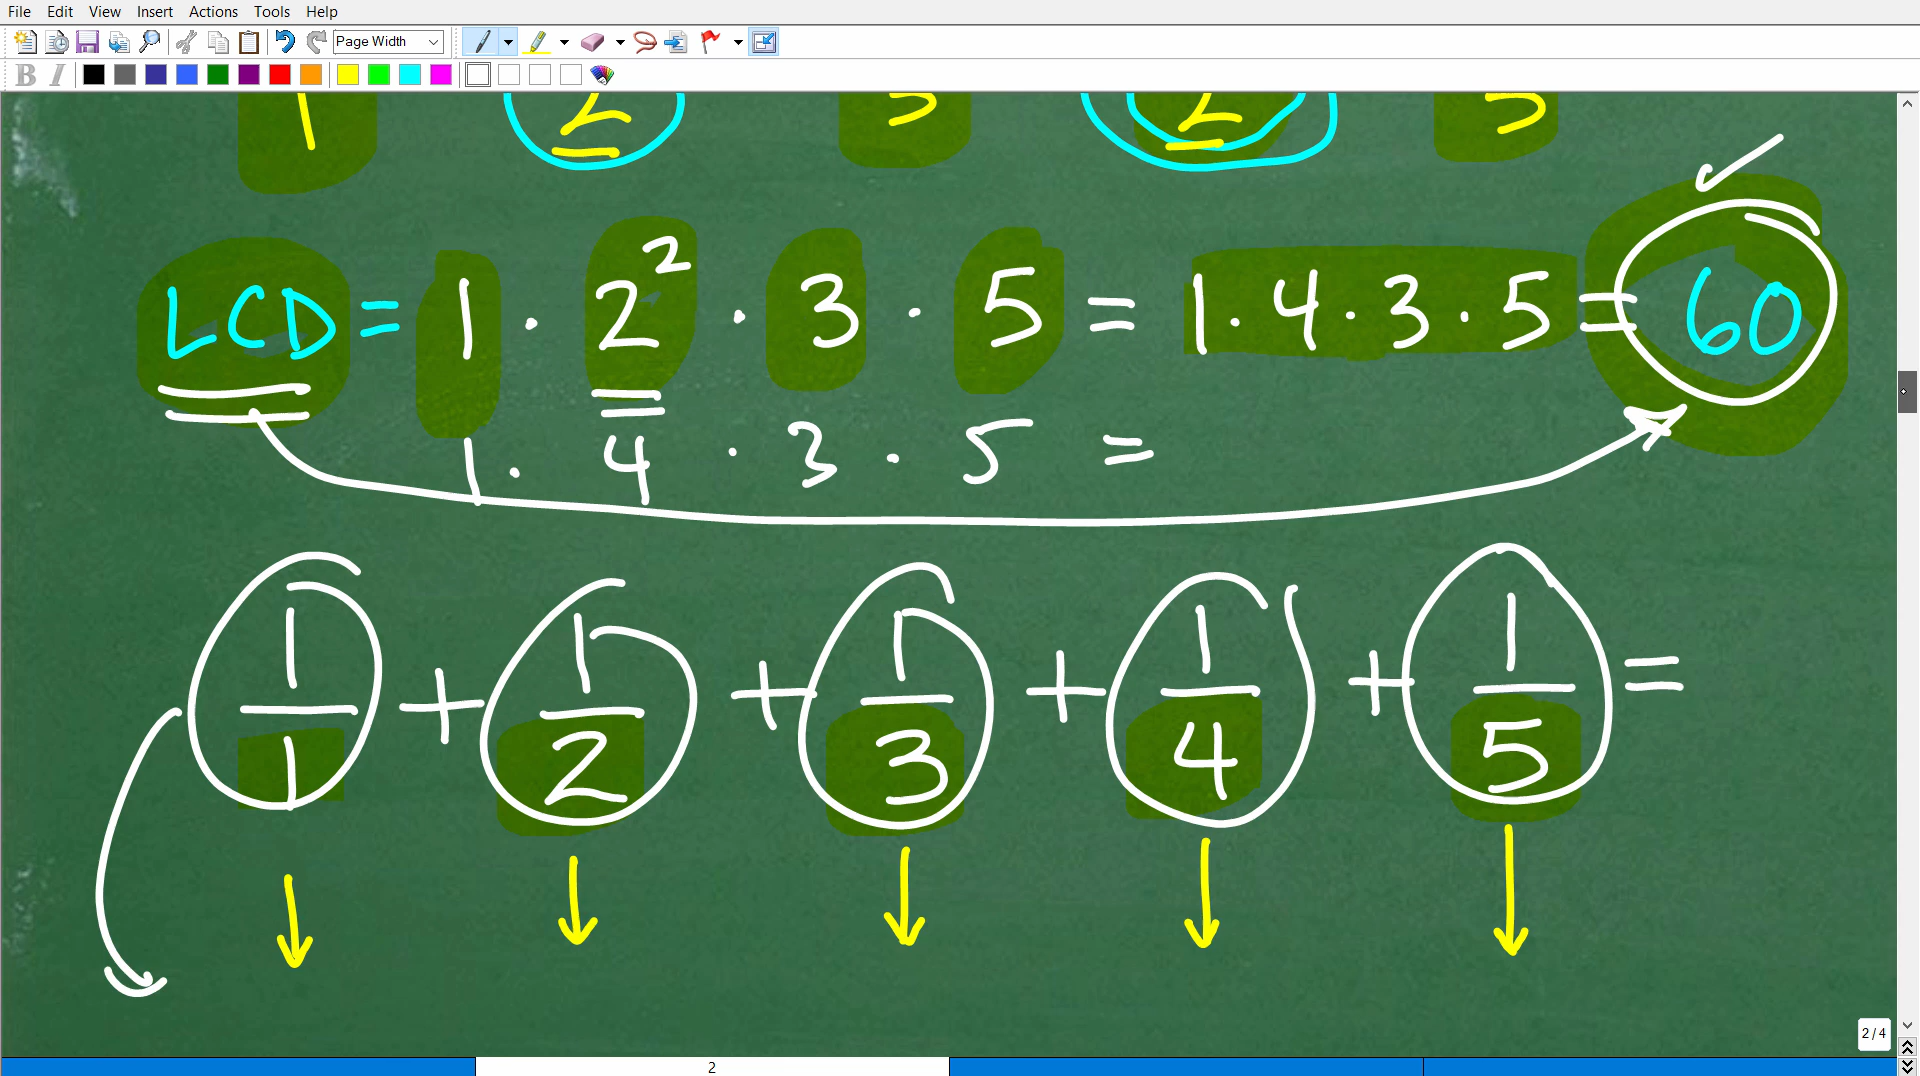 File Edit View Insert Actions Tools Help
Page Width
B I
1 2 3 2 5
LCD = 1 · 2² · 3 · 5 = 1 · 4 · 3 · 5 = 60
1 · 4 · 3 · 5 =
1/1 + 1/2 + 1/3 + 1/4 + 1/5 =
2 / 4
2